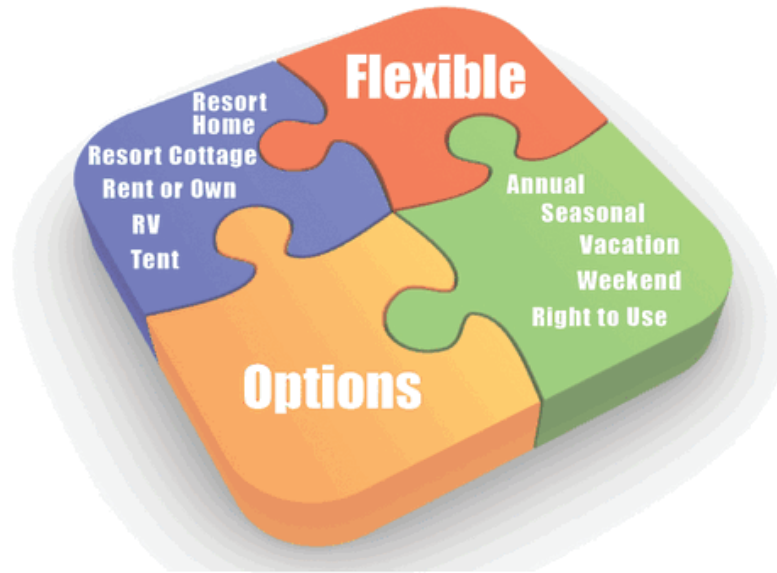 Flexible
Resort
Home
Resort Cottage
Rent or Own
RV
Tent
Annual
Seasonal
Vacation
Weekend
Right to Use
Options